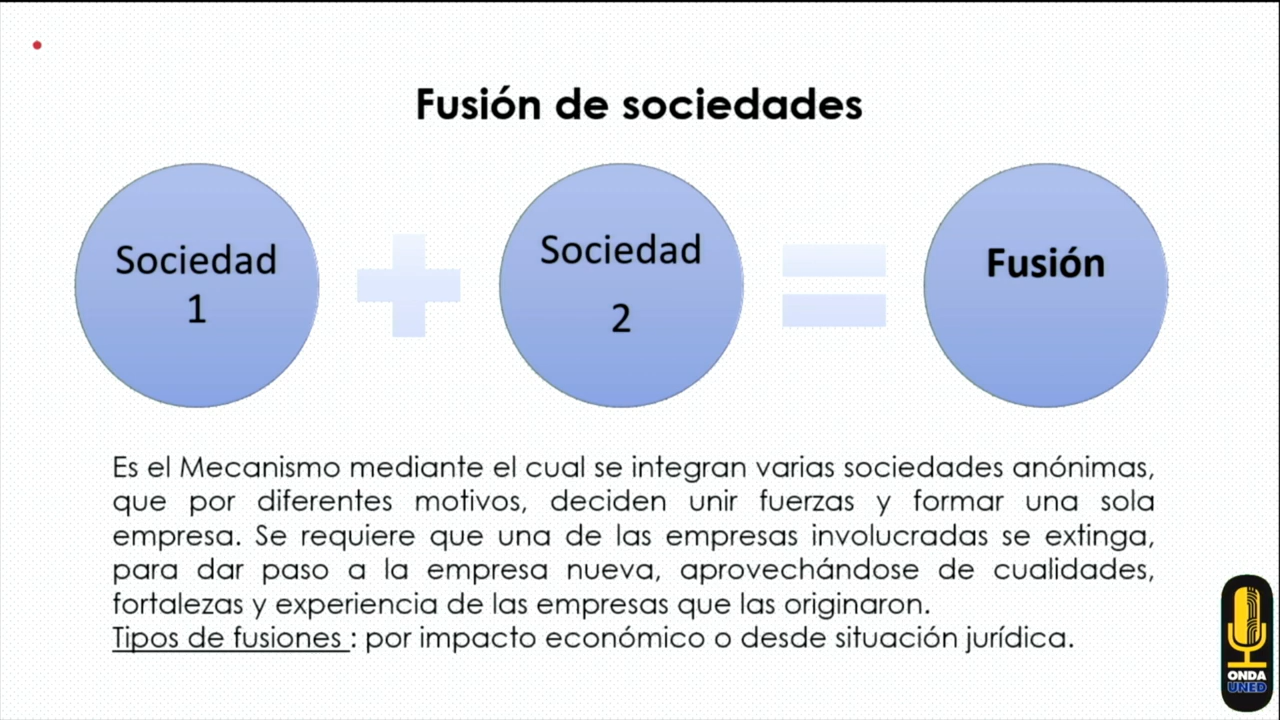 Fusión de sociedades
Sociedad
1
Sociedad
2
Fusión
Es el Mecanismo mediante el cual se integran varias sociedades anónimas,
que por diferentes motivos, deciden unir fuerzas y formar una sola
empresa. Se requiere que una de las empresas involucradas se extinga,
para dar paso a la empresa nueva, aprovechándose de cualidades,
fortalezas y experiencia de las empresas que las originaron.
Tipos de fusiones : por impacto económico o desde situación jurídica.
ONDA
UNED